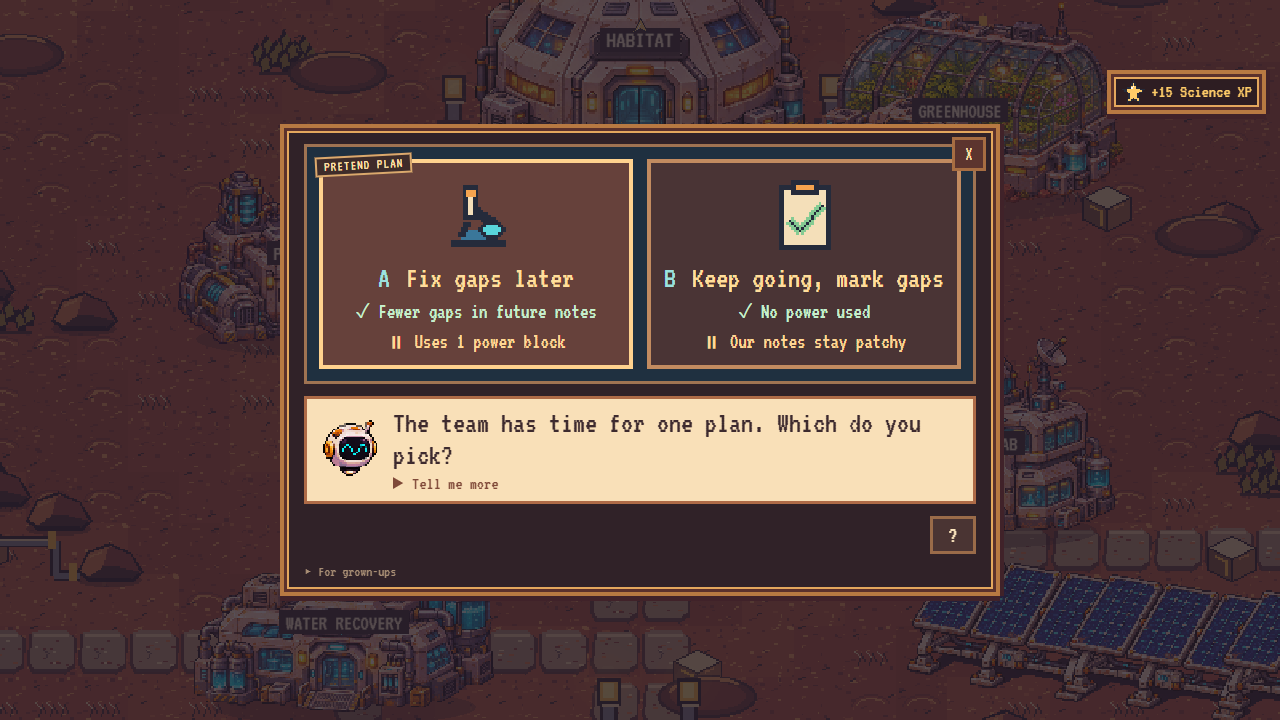 HABITAT
GREENHOUSE
+15 Science XP
X
PRETEND PLAN
A Fix gaps later
✓ Fewer gaps in future notes
Uses 1 power block
B Keep going, mark gaps
✓ No power used
Our notes stay patchy
The team has time for one plan. Which do you
pick?
▶ Tell me more
?
▸ For grown-ups
WATER RECOVERY